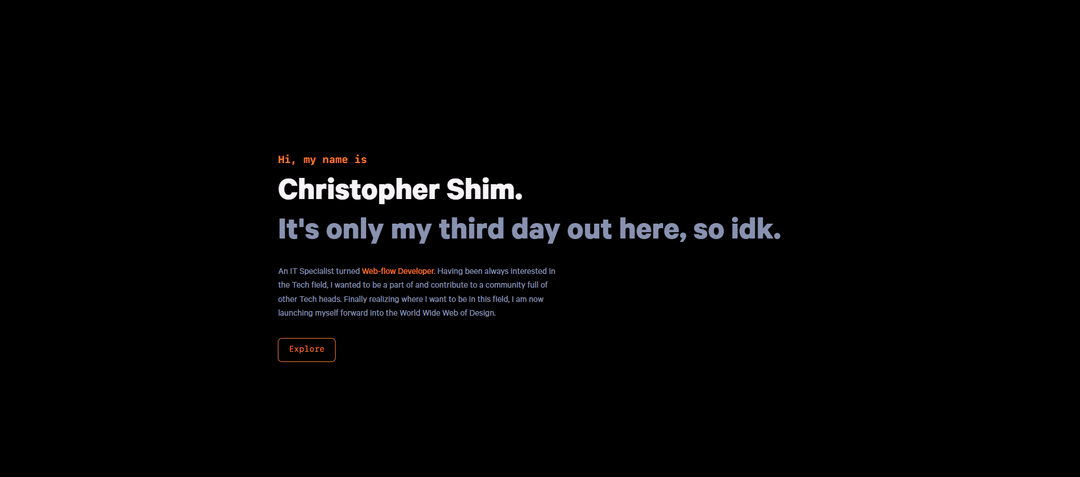 Hi, my name is
Christopher Shim.
It's only my third day out here, so idk.
An IT Specialist turned Web-flow Developer. Having been always interested in
the Tech field, I wanted to be a part of and contribute to a community full of
other Tech heads. Finally realizing where I want to be in this field, I am now
launching myself forward into the World Wide Web of Design.
Explore